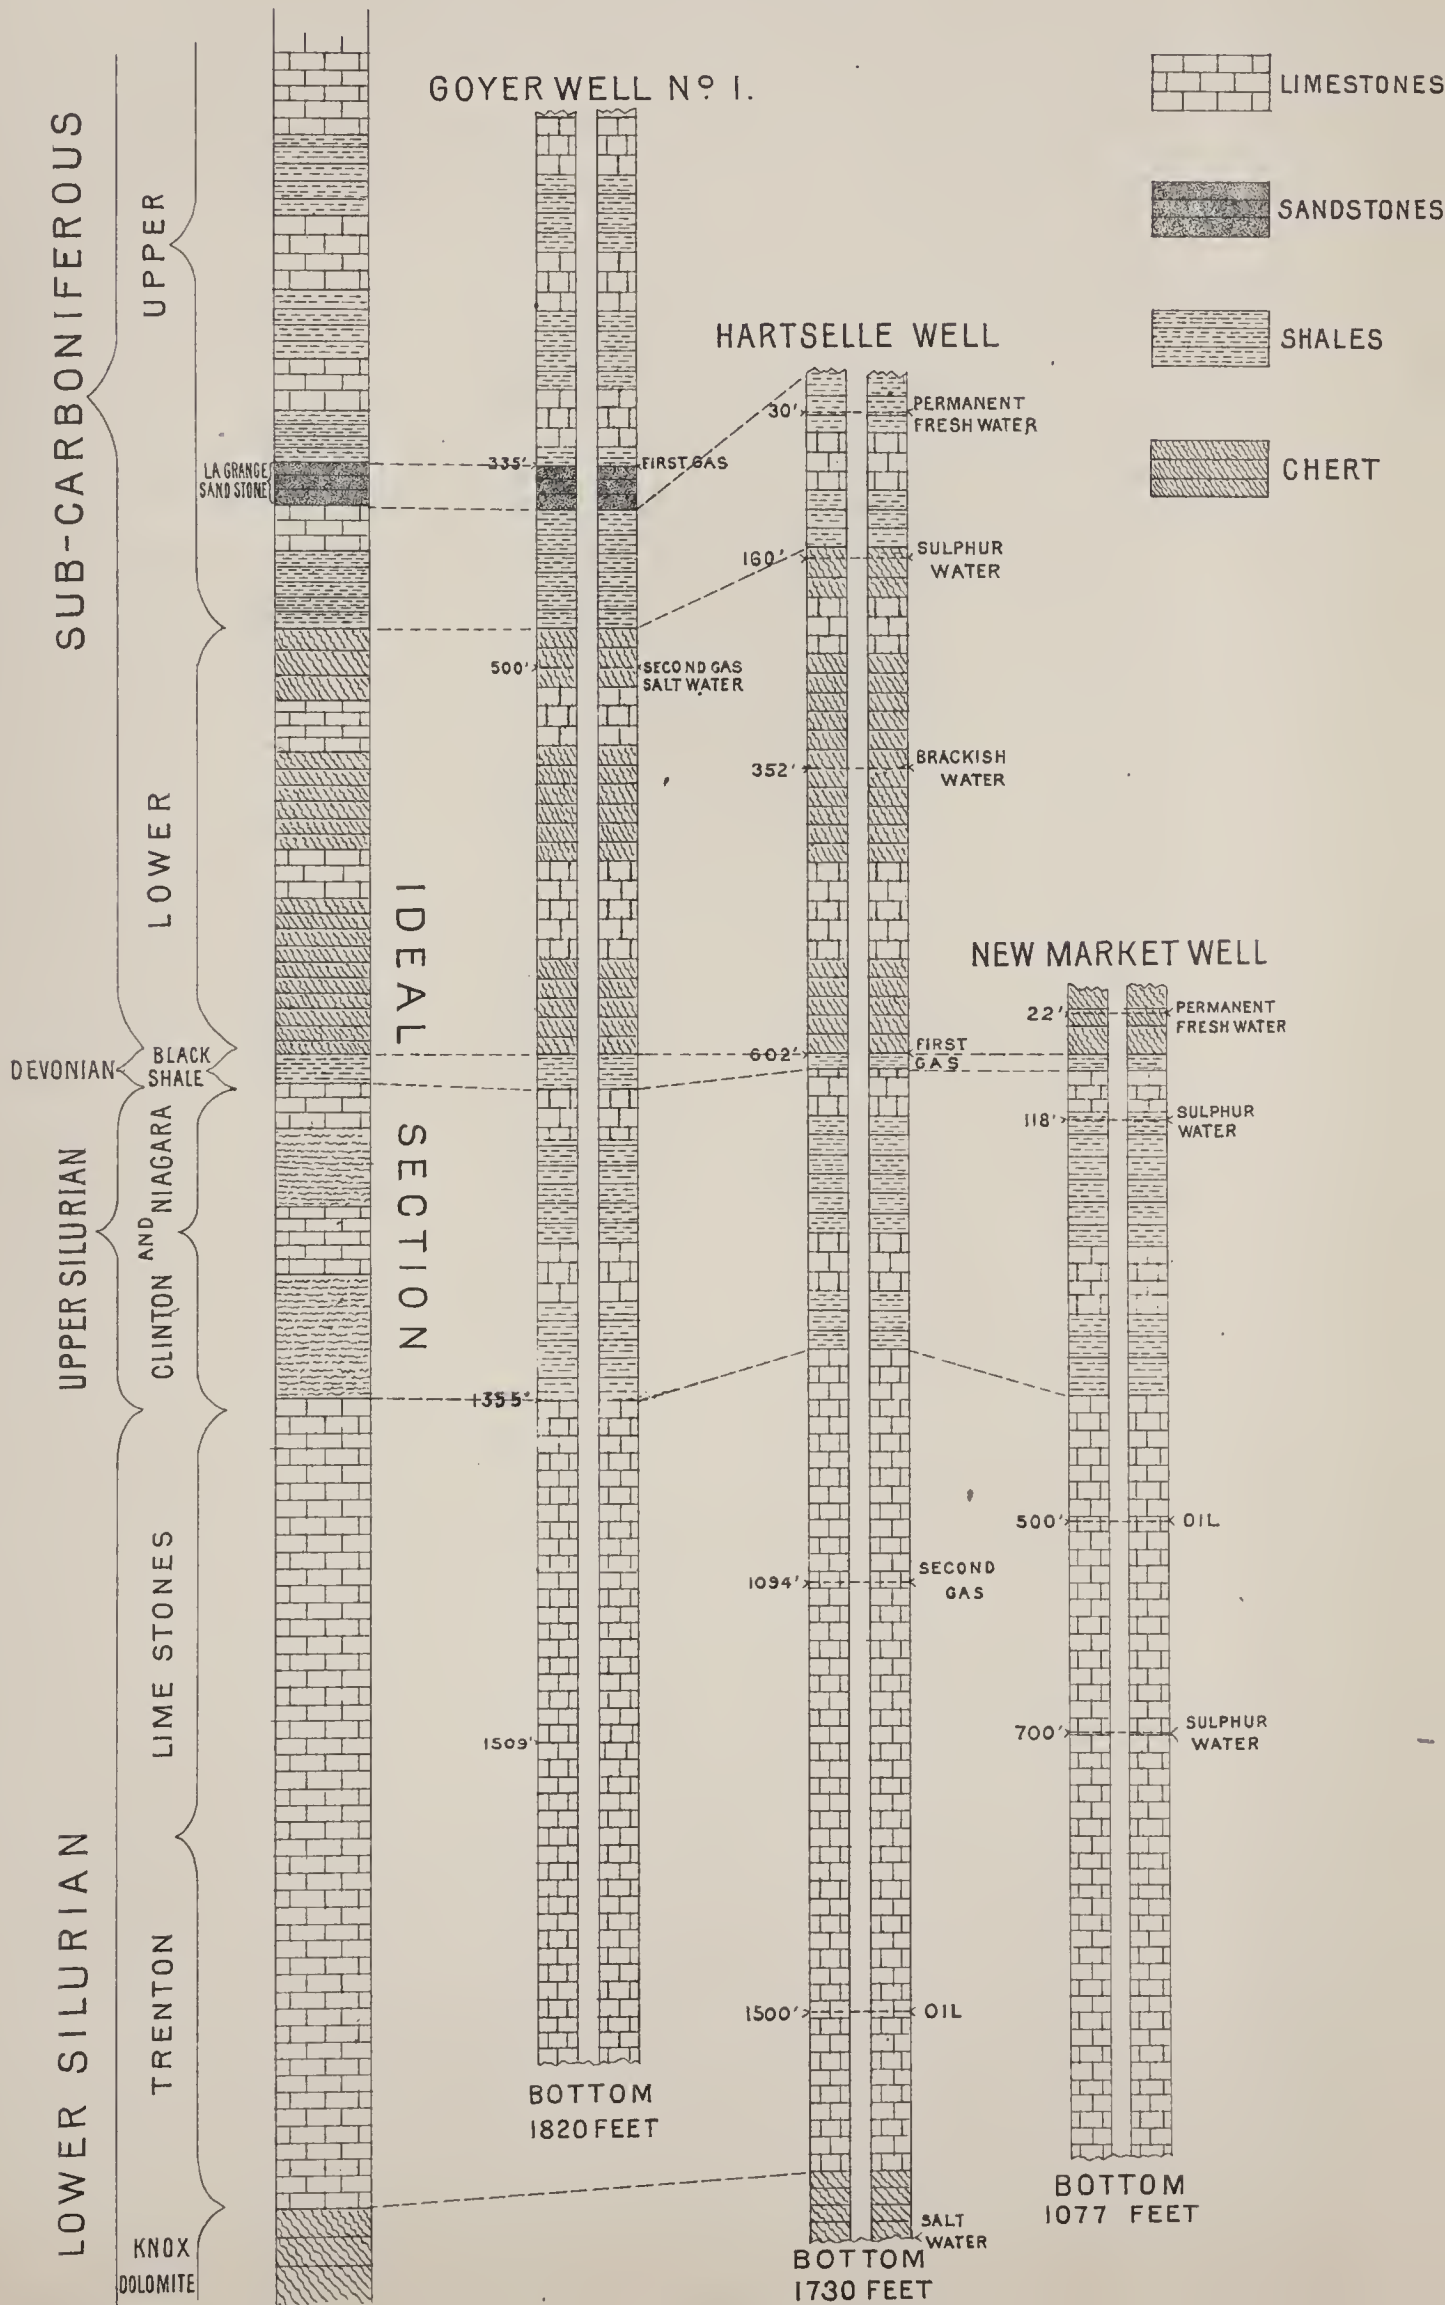 SUB-CARBONIFEROUS
UPPER
LA GRANGE
SAND STONE
LOWER
DEVONIAN
BLACK
SHALE
UPPER SILURIAN
CLINTON AND NIAGARA
LOWER SILURIAN
TRENTON LIME STONES
KNOX
DOLOMITE
IDEAL SECTION
GOYER WELL Nº 1.
335'
FIRST GAS
500'
SECOND GAS
SALT WATER
1355'
1509'
BOTTOM
1820 FEET
HARTSELLE WELL
30'
PERMANENT
FRESH WATER
160'
SULPHUR
WATER
352'
BRACKISH
WATER
602'
FIRST
GAS
1094'
SECOND
GAS
1500'
OIL
SALT
WATER
BOTTOM
1730 FEET
NEW MARKET WELL
22'
PERMANENT
FRESH WATER
118'
SULPHUR
WATER
500'
OIL
700'
SULPHUR
WATER
BOTTOM
1077 FEET
LIMESTONES
SANDSTONES
SHALES
CHERT